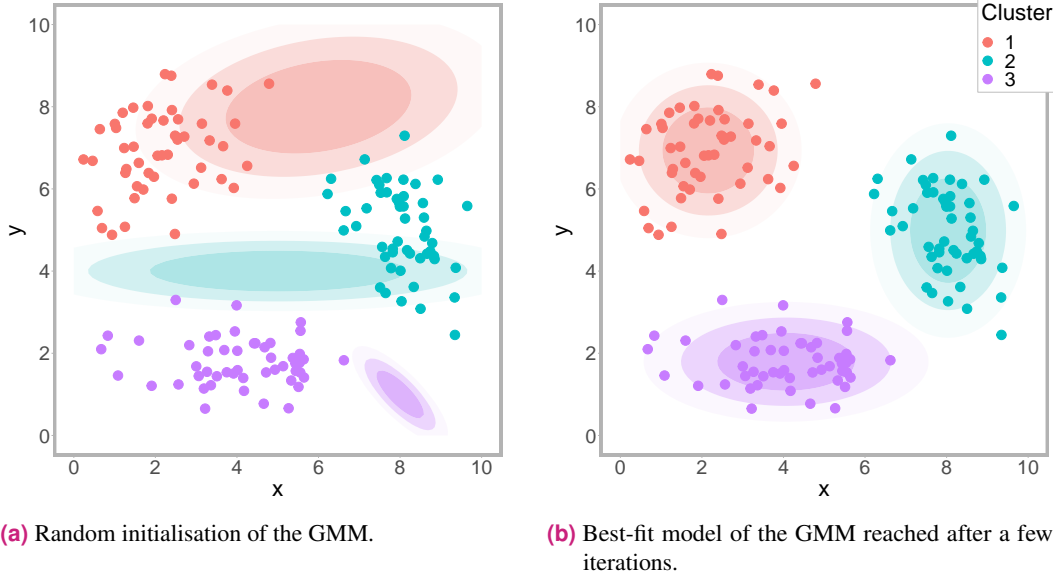 Cluster
1
2
3
10
8
6
4
2
0
y
0 2 4 6 8 10
x
10
8
6
4
2
0
y
0 2 4 6 8 10
x
(a) Random initialisation of the GMM.
(b) Best-fit model of the GMM reached after a few
iterations.